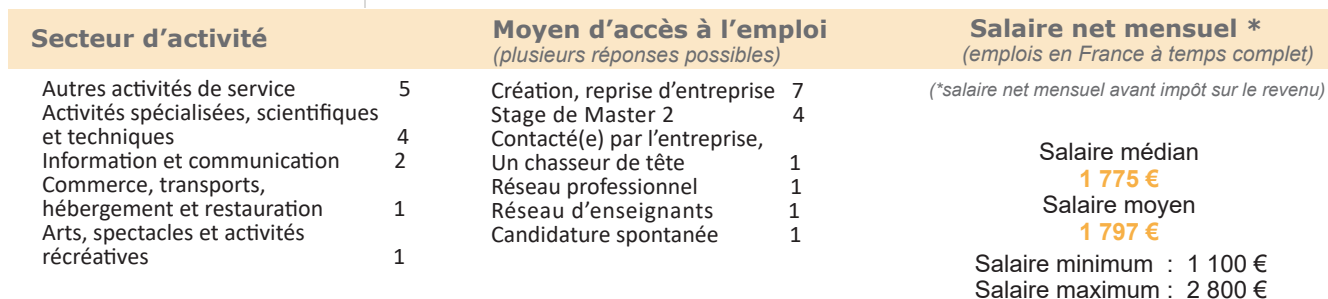 Secteur d’activité
Autres activités de service 5
Activités spécialisées, scientifiques
et techniques 4
Information et communication 2
Commerce, transports,
hébergement et restauration 1
Arts, spectacles et activités
récréatives 1
Moyen d’accès à l’emploi
(plusieurs réponses possibles)
Création, reprise d’entreprise 7
Stage de Master 2 4
Contacté(e) par l’entreprise,
Un chasseur de tête 1
Réseau professionnel 1
Réseau d’enseignants 1
Candidature spontanée 1
Salaire net mensuel *
(emplois en France à temps complet)
(*salaire net mensuel avant impôt sur le revenu)
Salaire médian
1 775 €
Salaire moyen
1 797 €
Salaire minimum : 1 100 €
Salaire maximum : 2 800 €